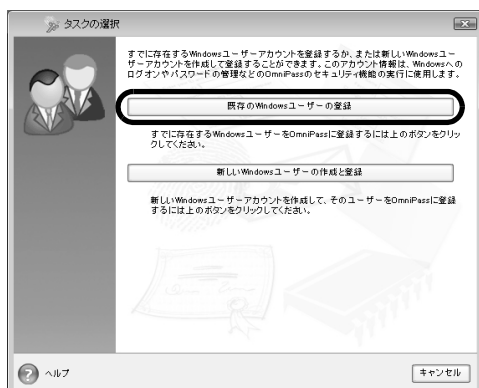 タスクの選択
すでに存在するWindowsユーザーアカウントを登録するか、または新しいWindowsユー
ザーアカウントを作成して登録することができます。このアカウント情報は、Windowsへの
ログオンやパスワードの管理などのOmniPassのセキュリティ機能の実行に使用します。
既存のWindowsユーザーの登録
すでに存在するWindowsユーザーをOmniPassに登録するには上のボタンをクリッ
クしてください。
新しいWindowsユーザーの作成と登録
新しいWindowsユーザーアカウントを作成して、そのユーザーをOmniPassに登録
するには上のボタンをクリックしてください。
ヘルプ
キャンセル